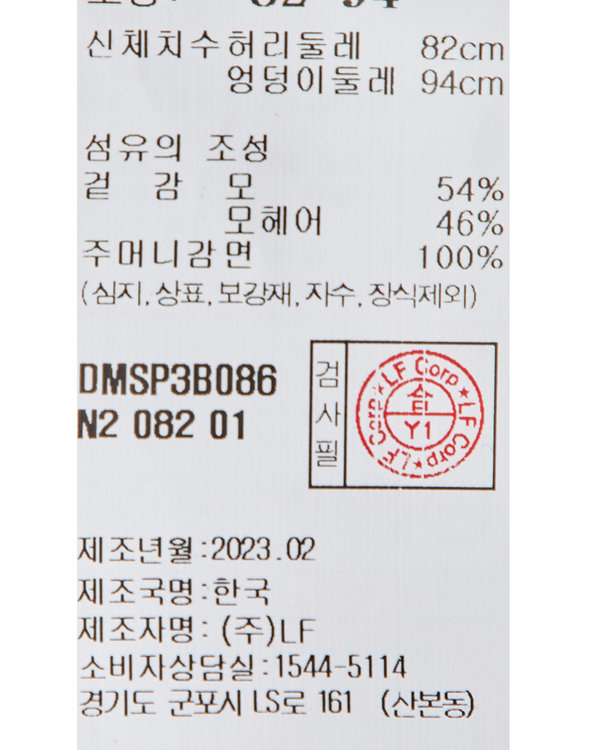 신체치수허리둘레 82cm
엉덩이둘레 94cm
섬유의 조성
겉 감 모 54%
모헤어 46%
주머니감면 100%
(심지,상표,보강재,자수,장식제외)
DMSP3B086
N2 082 01
검사필
LF Corp★LF Corp★LF Corp★
합
Y1
제조년월:2023.02
제조국명:한국
제조자명: (주)LF
소비자상담실:1544-5114
경기도 군포시 LS로 161 (산본동)